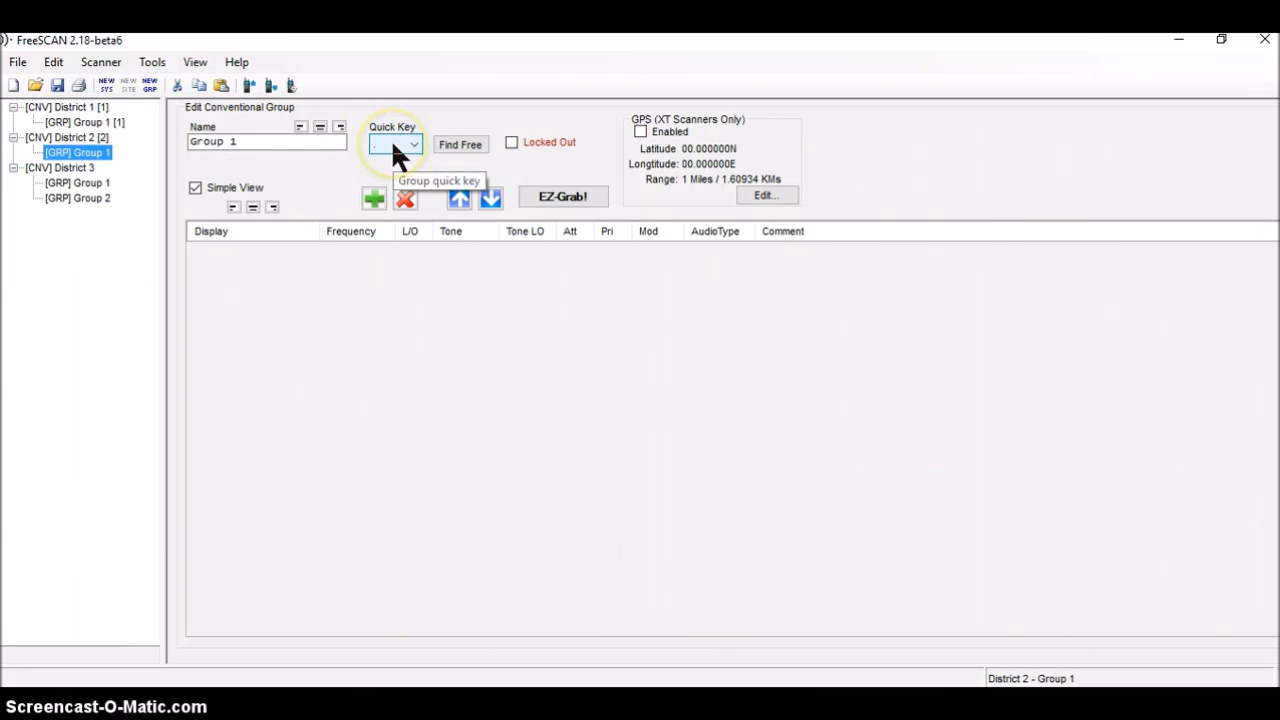 FreeSCAN 2.18-beta6
File Edit Scanner Tools View Help
NEW SYS NEW SITE NEW GRP
[CNV] District 1 [1]
[GRP] Group 1 [1]
[CNV] District 2 [2]
[GRP] Group 1
[CNV] District 3
[GRP] Group 1
[GRP] Group 2
Edit Conventional Group
Name
Group 1
Quick Key
.
Find Free
Locked Out
Group quick key
Simple View
EZ-Grab!
GPS (XT Scanners Only)
Enabled
Latitude 00.000000N
Longtitude: 00.000000E
Range: 1 Miles / 1.60934 KMs
Edit...
Display Frequency L/O Tone Tone LO Att Pri Mod AudioType Comment
District 2 - Group 1
Screencast-O-Matic.com